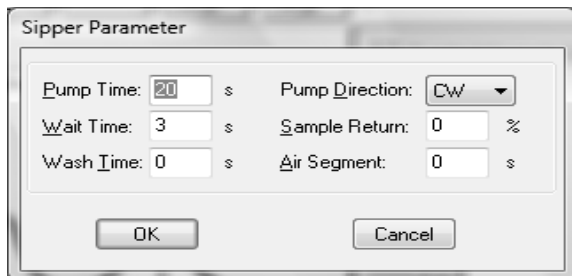 Sipper Parameter
Pump Time: 20 s Pump Direction: CW
Wait Time: 3 s Sample Return: 0 %
Wash Time: 0 s Air Segment: 0 s
OK Cancel